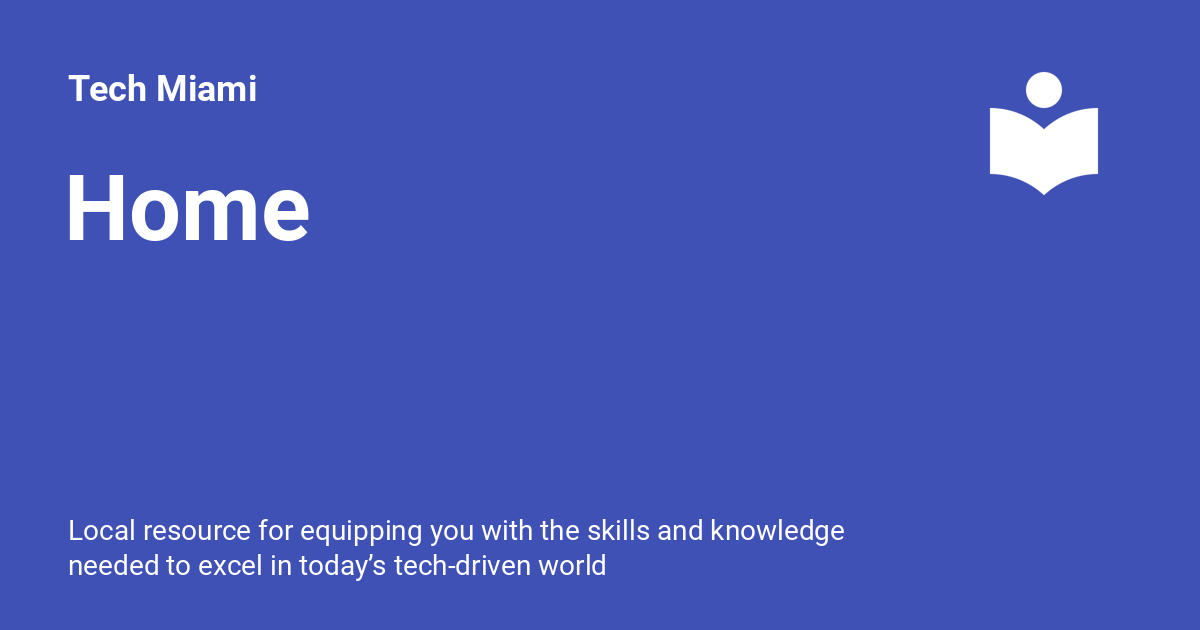 Tech Miami
Home
Local resource for equipping you with the skills and knowledge
needed to excel in today’s tech-driven world